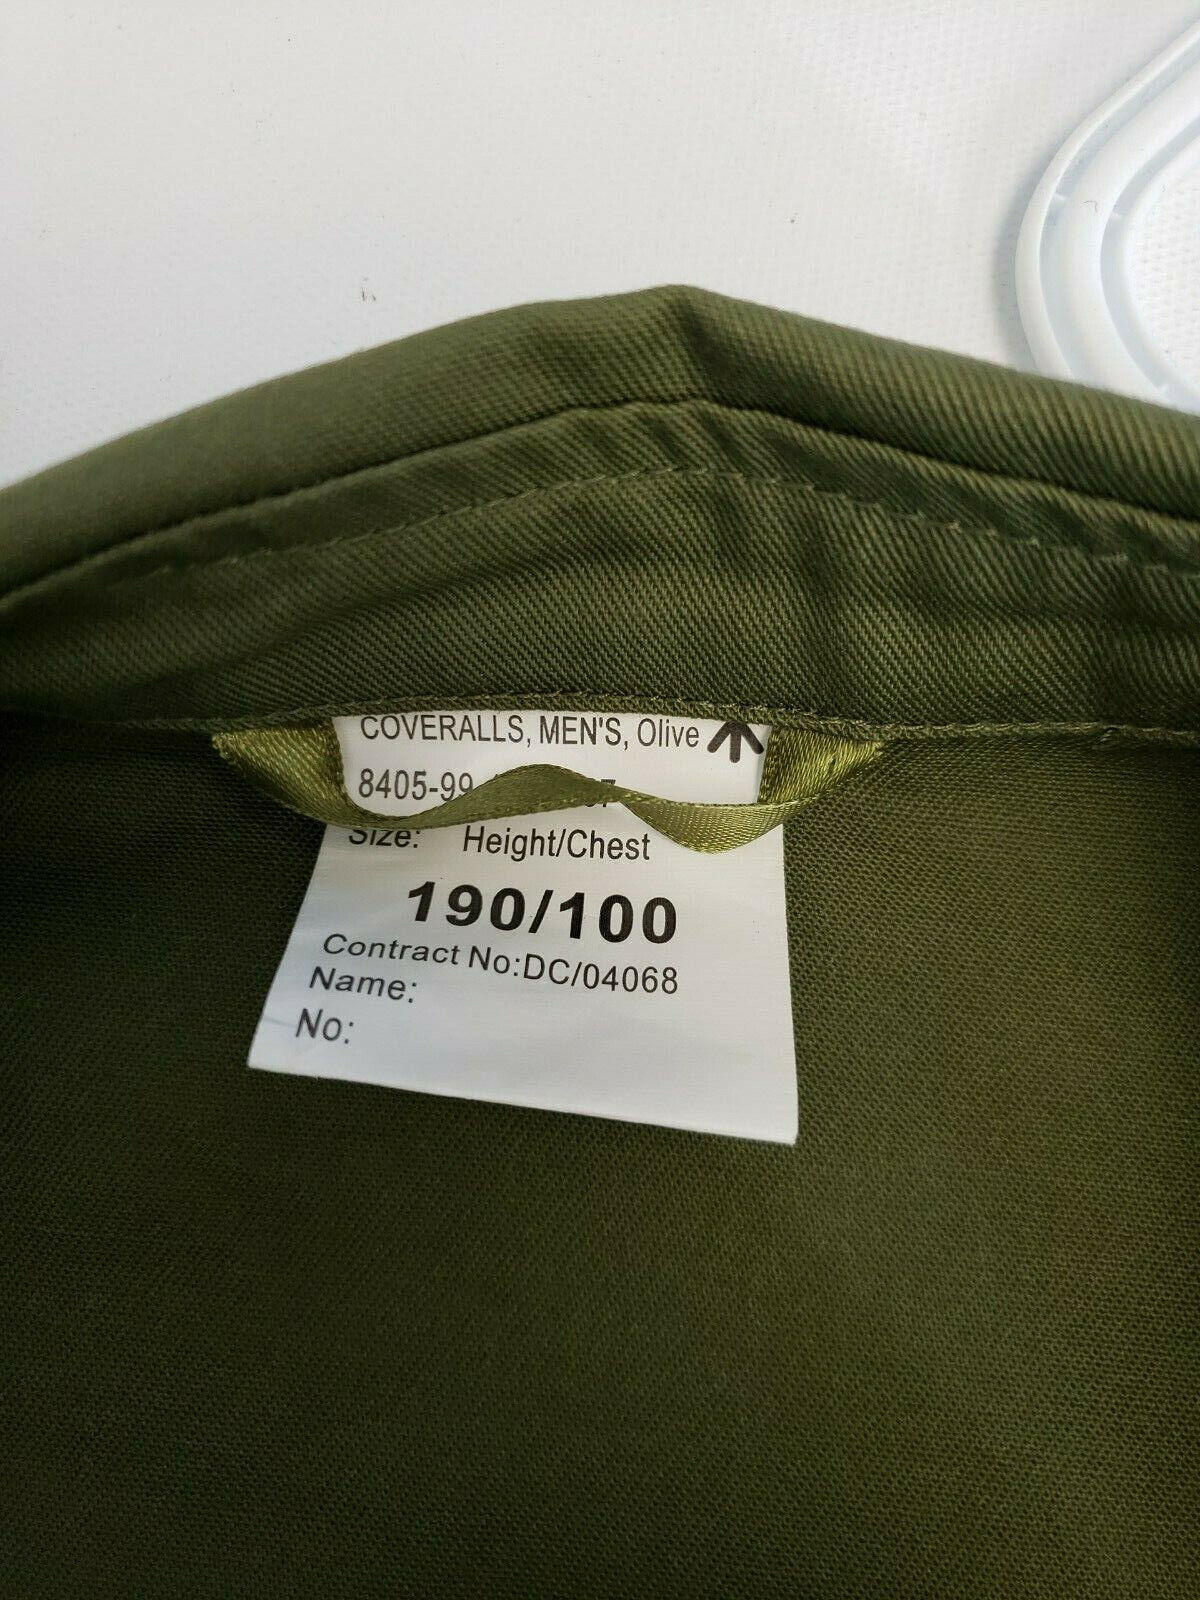 COVERALLS, MEN'S, Olive
8405-99
Size: Height/Chest
190/100
Contract No:DC/04068
Name:
No: